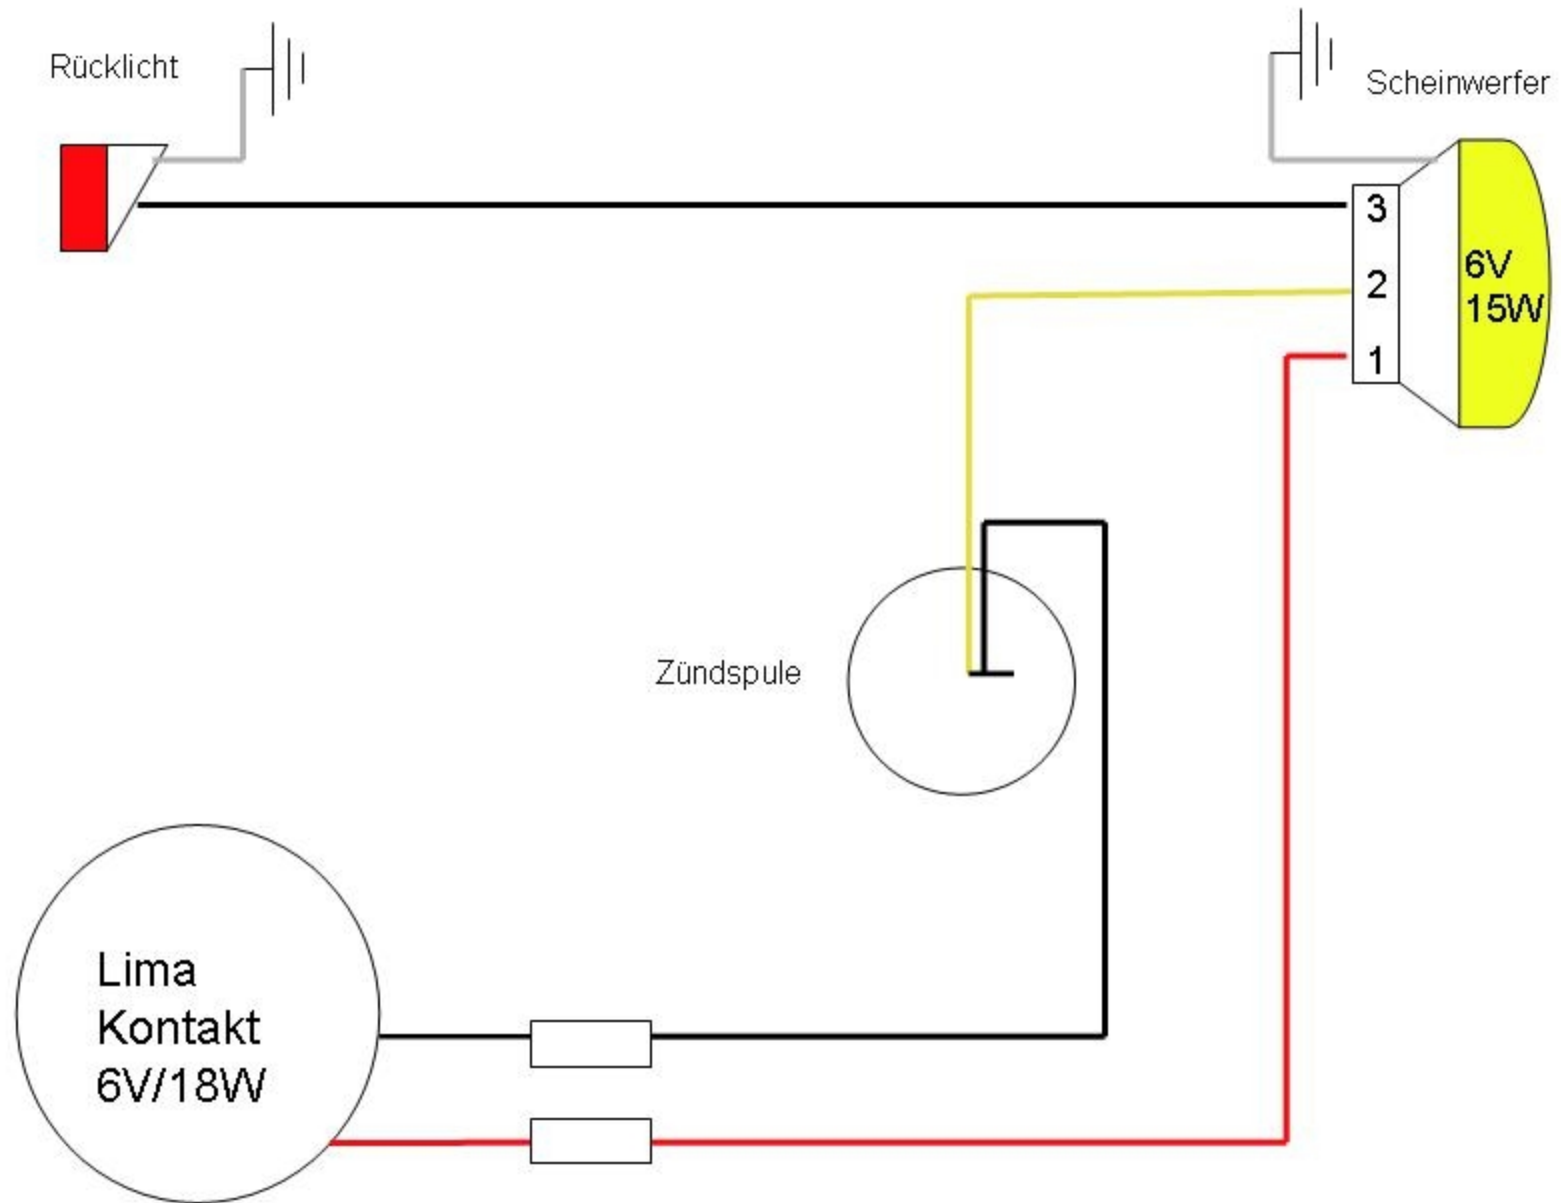 Rücklicht
Scheinwerfer
3
2
1
6V
15W
Zündspule
Lima
Kontakt
6V/18W